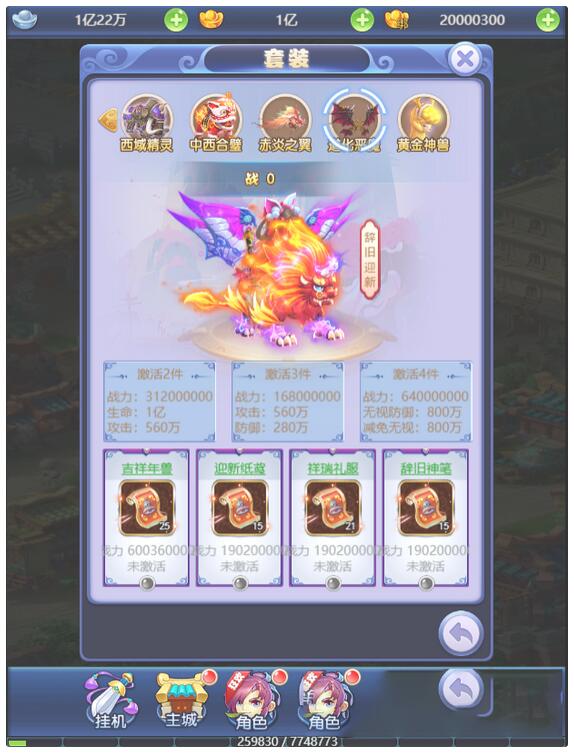 1亿22万
1亿
20000300
套装
西域精灵
中西合璧
赤炎之翼
黄金神兽
战 0
辞旧迎新
激活2件
战力：312000000
生命：1亿
攻击：560万
激活3件
战力：168000000
攻击：560万
防御：280万
激活4件
战力：640000000
无视防御：800万
减免无视：800万
吉祥年兽
迎新纸鸢
祥瑞礼服
辞旧神笔
25
15
21
15
战力 60036000
战力 19020000
战力 19020000
战力 19020000
未激活
未激活
未激活
未激活
挂机
主城
角色
角色
259830 / 7748773